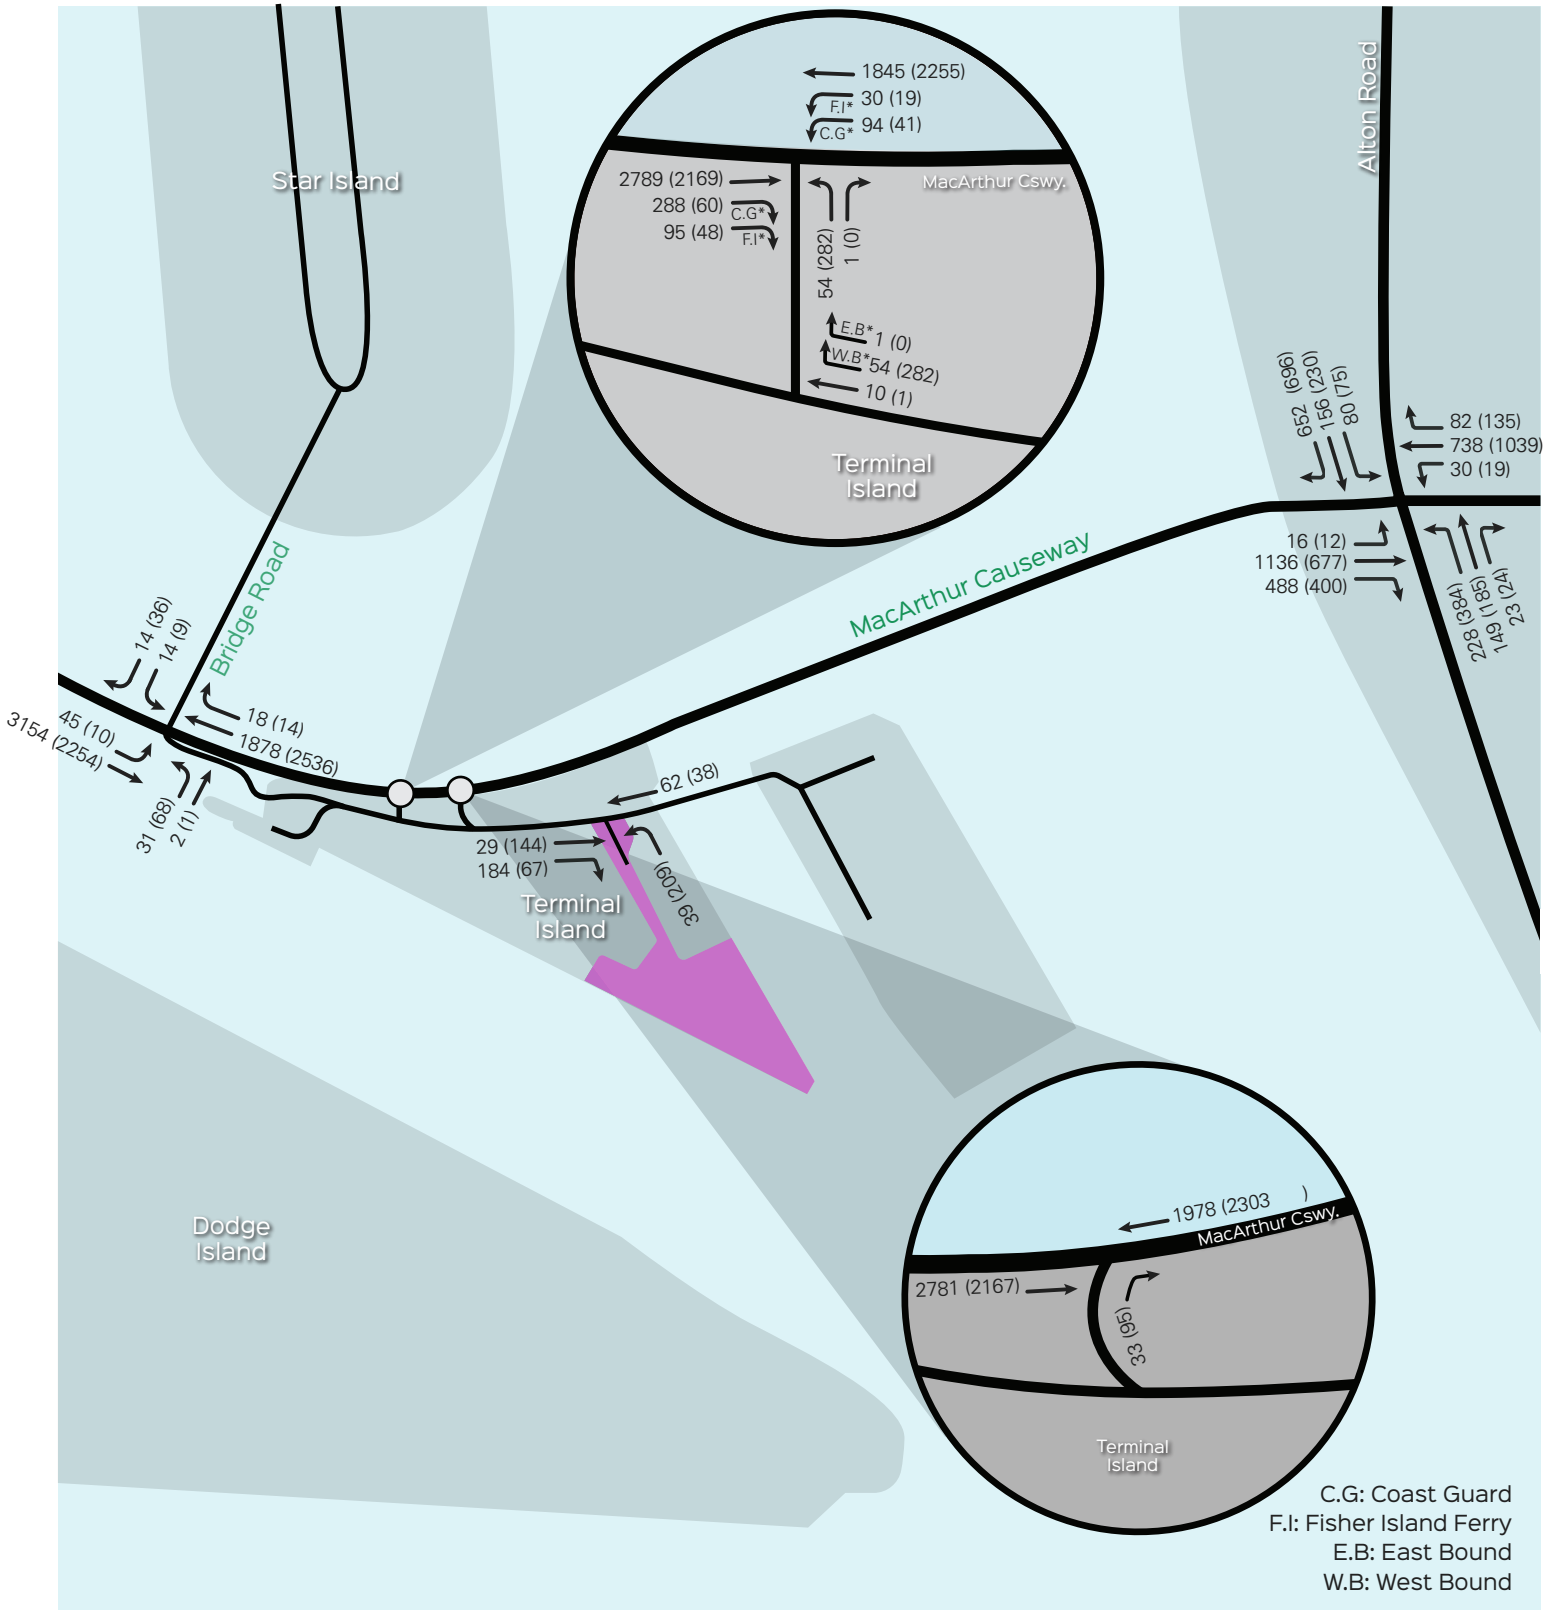 1845 (2255)
30 (19)
F.I*
94 (41)
C.G*
Alton Road
Star Island
2789 (2169)
288 (60)
C.G*
95 (48)
F.I*
MacArthur Cswy.
54 (282)
1 (0)
E.B* 1 (0)
W.B* 54 (282)
10 (1)
Terminal
Island
652 (696)
156 (230)
80 (75)
82 (135)
738 (1039)
30 (19)
16 (12)
1136 (677)
488 (400)
228 (384)
149 (185)
23 (24)
MacArthur Causeway
Bridge Road
14 (36)
14 (9)
45 (10)
3154 (2254)
18 (14)
1878 (2536)
31 (68)
2 (1)
62 (38)
29 (144)
184 (67)
39 (209)
Terminal
Island
Dodge
Island
1978 (2303 )
MacArthur Cswy.
2781 (2167)
33 (95)
Terminal
Island
C.G: Coast Guard
F.I: Fisher Island Ferry
E.B: East Bound
W.B: West Bound